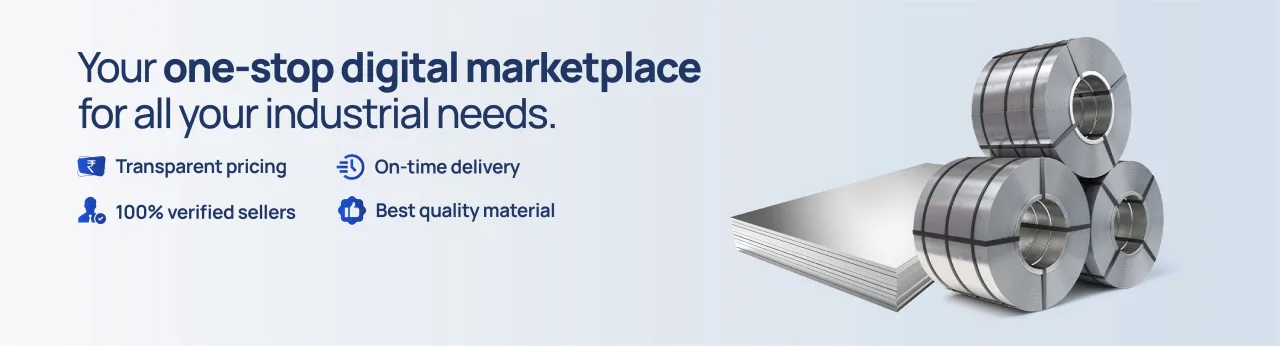 Your one-stop digital marketplace
for all your industrial needs.
₹ Transparent pricing
On-time delivery
100% verified sellers
Best quality material